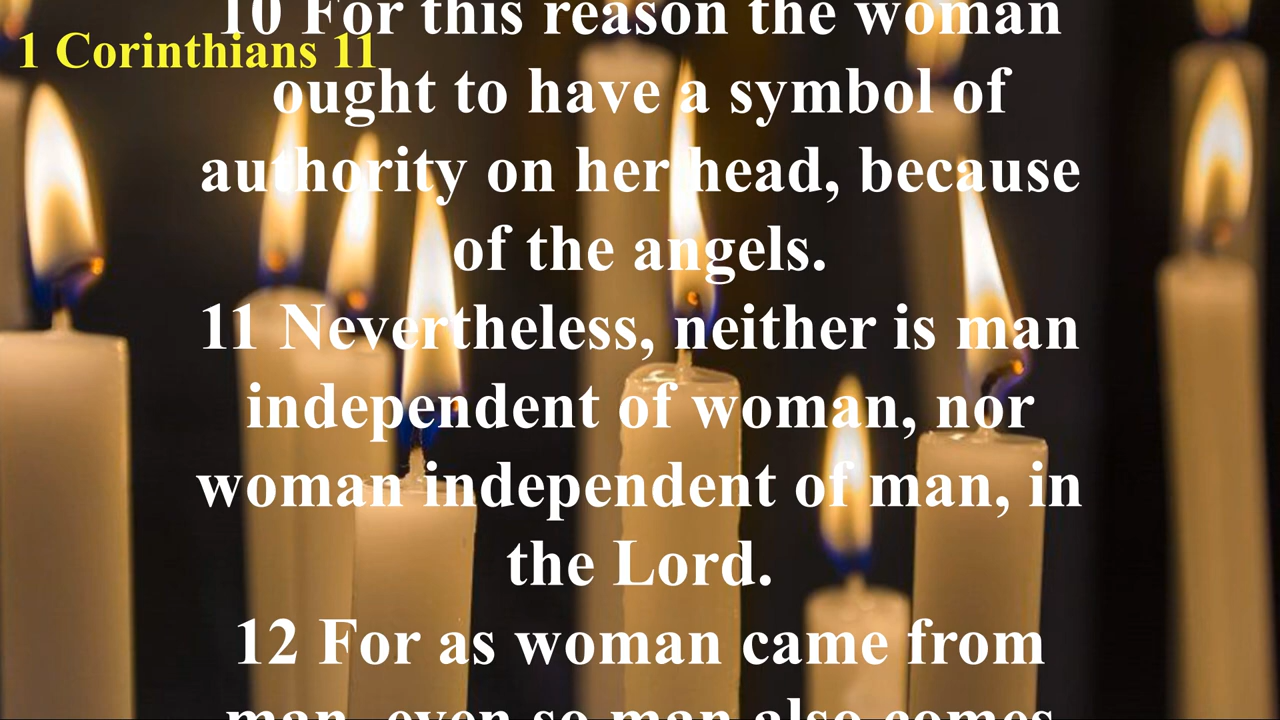 10 For this reason the woman
1 Corinthians 11
ought to have a symbol of
authority on her head, because
of the angels.
11 Nevertheless, neither is man
independent of woman, nor
woman independent of man, in
the Lord.
12 For as woman came from
man, even so man also comes